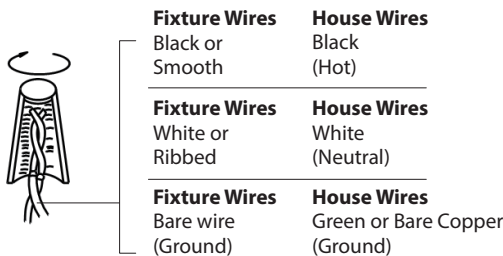 Fixture Wires House Wires
Black or Black
Smooth (Hot)
Fixture Wires House Wires
White or White
Ribbed (Neutral)
Fixture Wires House Wires
Bare wire Green or Bare Copper
(Ground) (Ground)